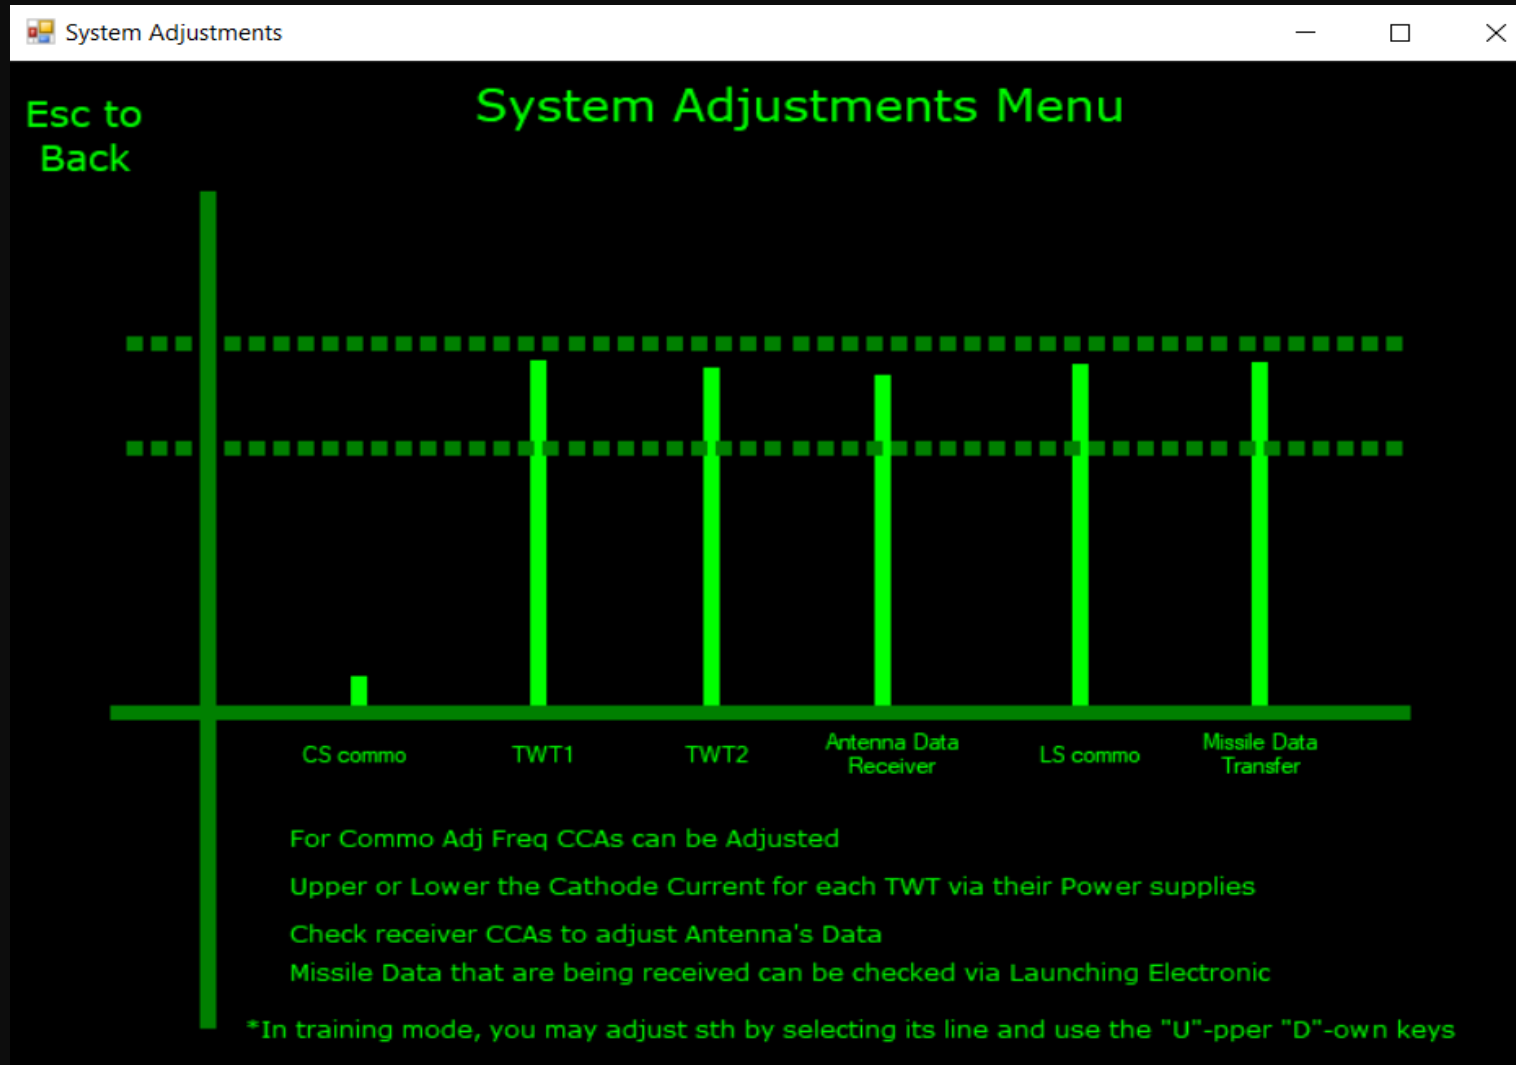 System Adjustments
Esc to
Back
System Adjustments Menu
CS commo
TWT1
TWT2
Antenna Data
Receiver
LS commo
Missile Data
Transfer
For Commo Adj Freq CCAs can be Adjusted
Upper or Lower the Cathode Current for each TWT via their Power supplies
Check receiver CCAs to adjust Antenna's Data
Missile Data that are being received can be checked via Launching Electronic
*In training mode, you may adjust sth by selecting its line and use the "U"-pper "D"-own keys